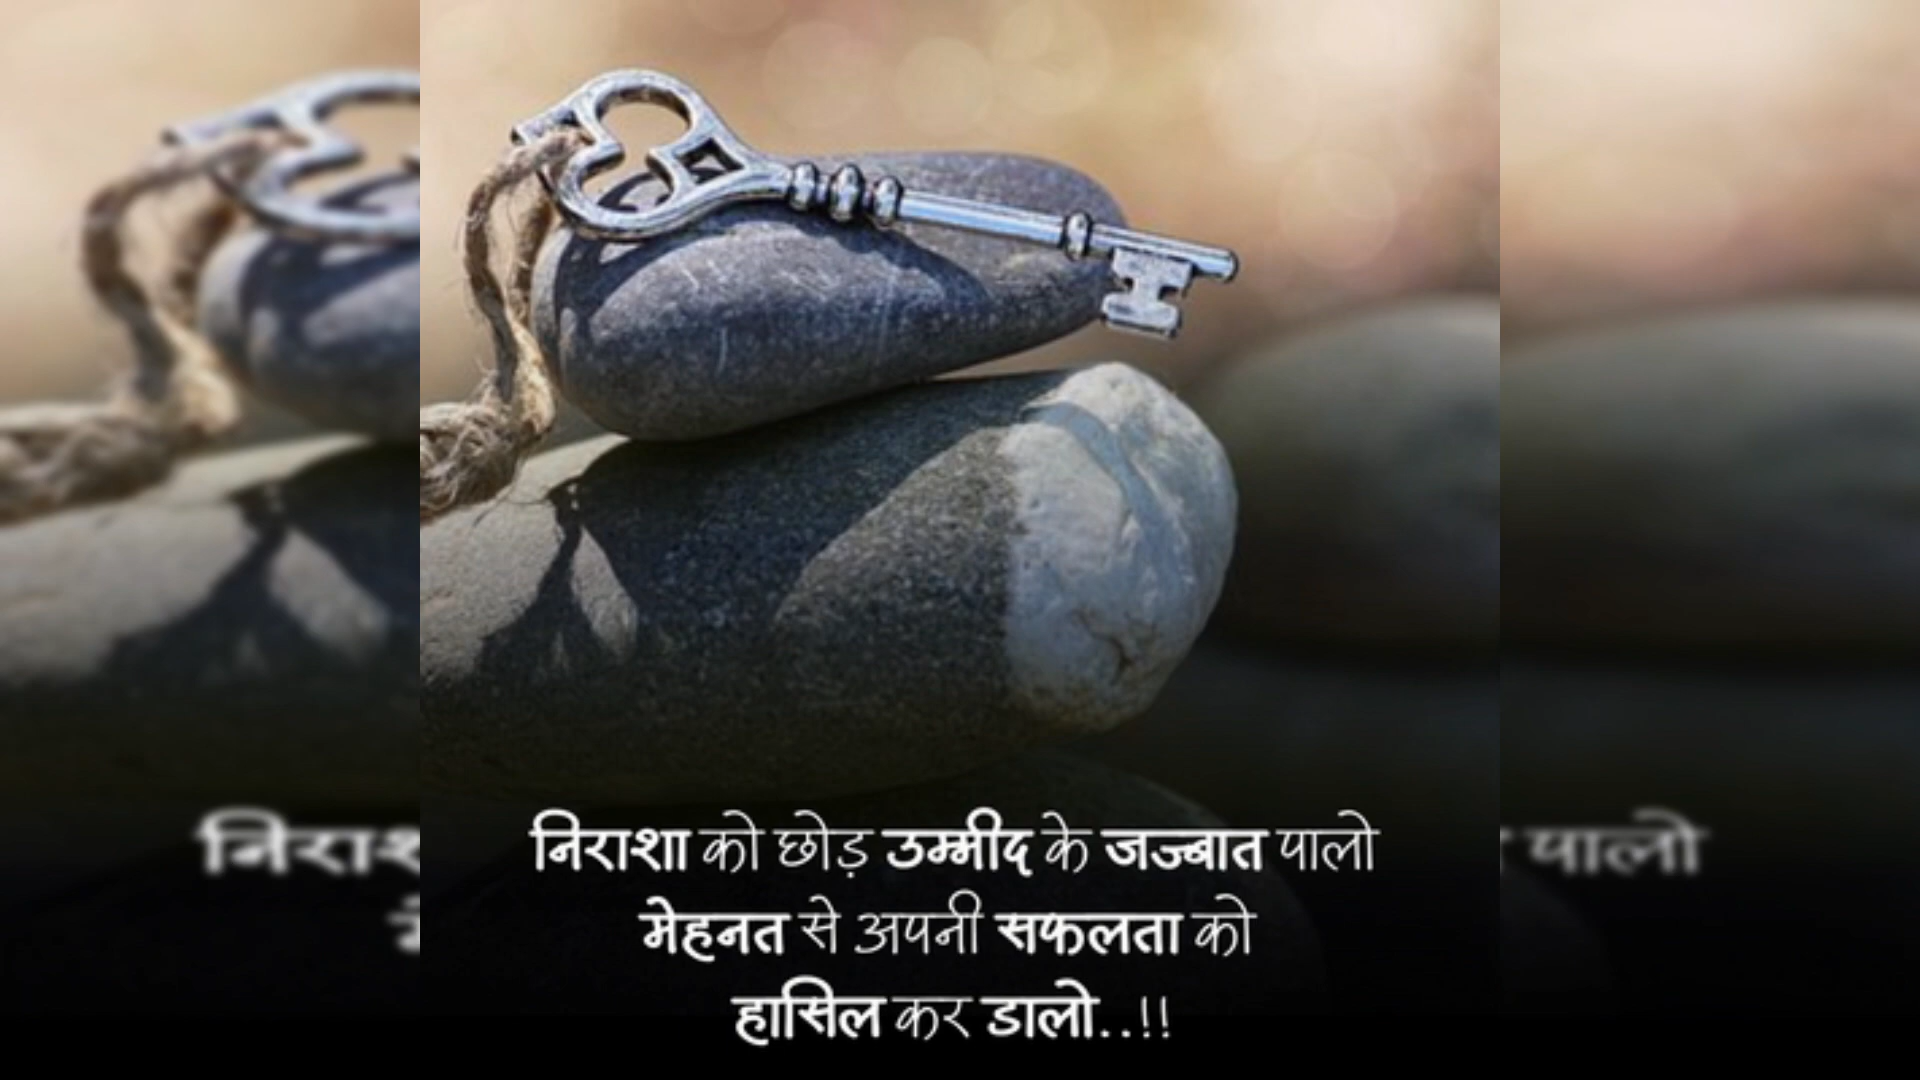 निराशा को छोड़ उम्मीद के जज्बात पालो
मेहनत से अपनी सफलता को
हासिल कर डालो..!!